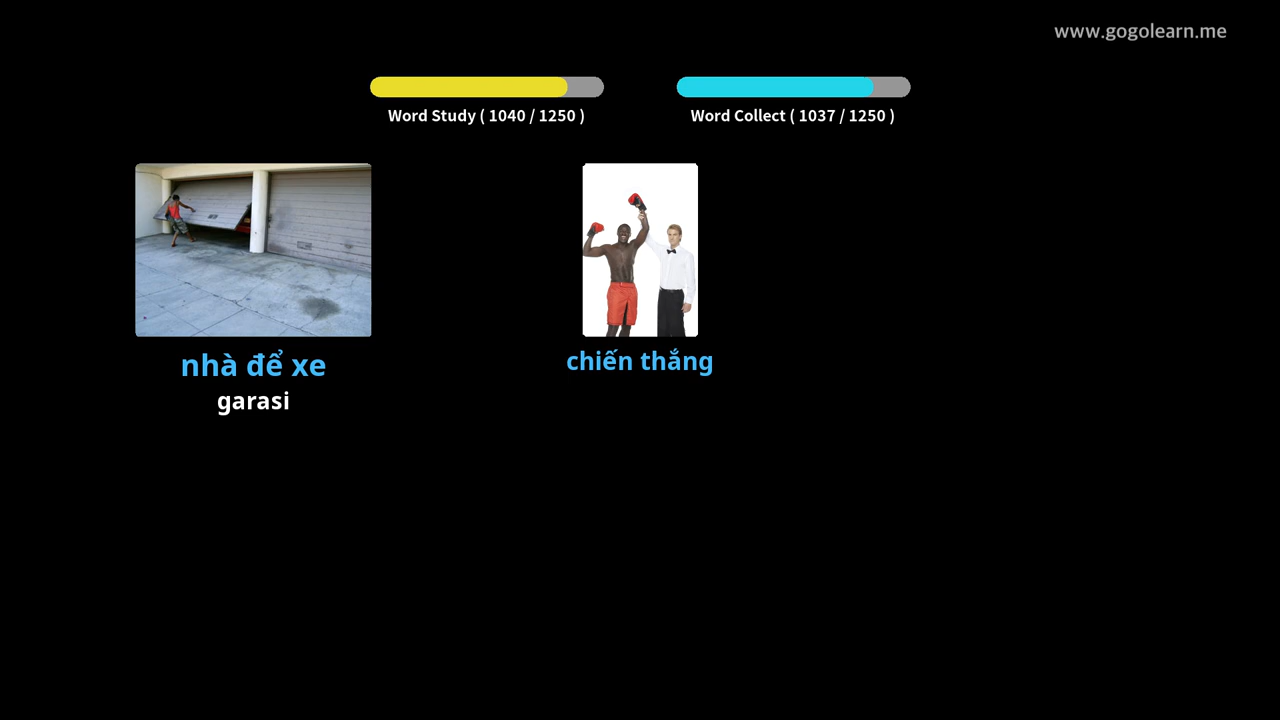 www.gogolearn.me
Word Study ( 1040 / 1250 )
Word Collect ( 1037 / 1250 )
nhà để xe
garasi
chiến thắng